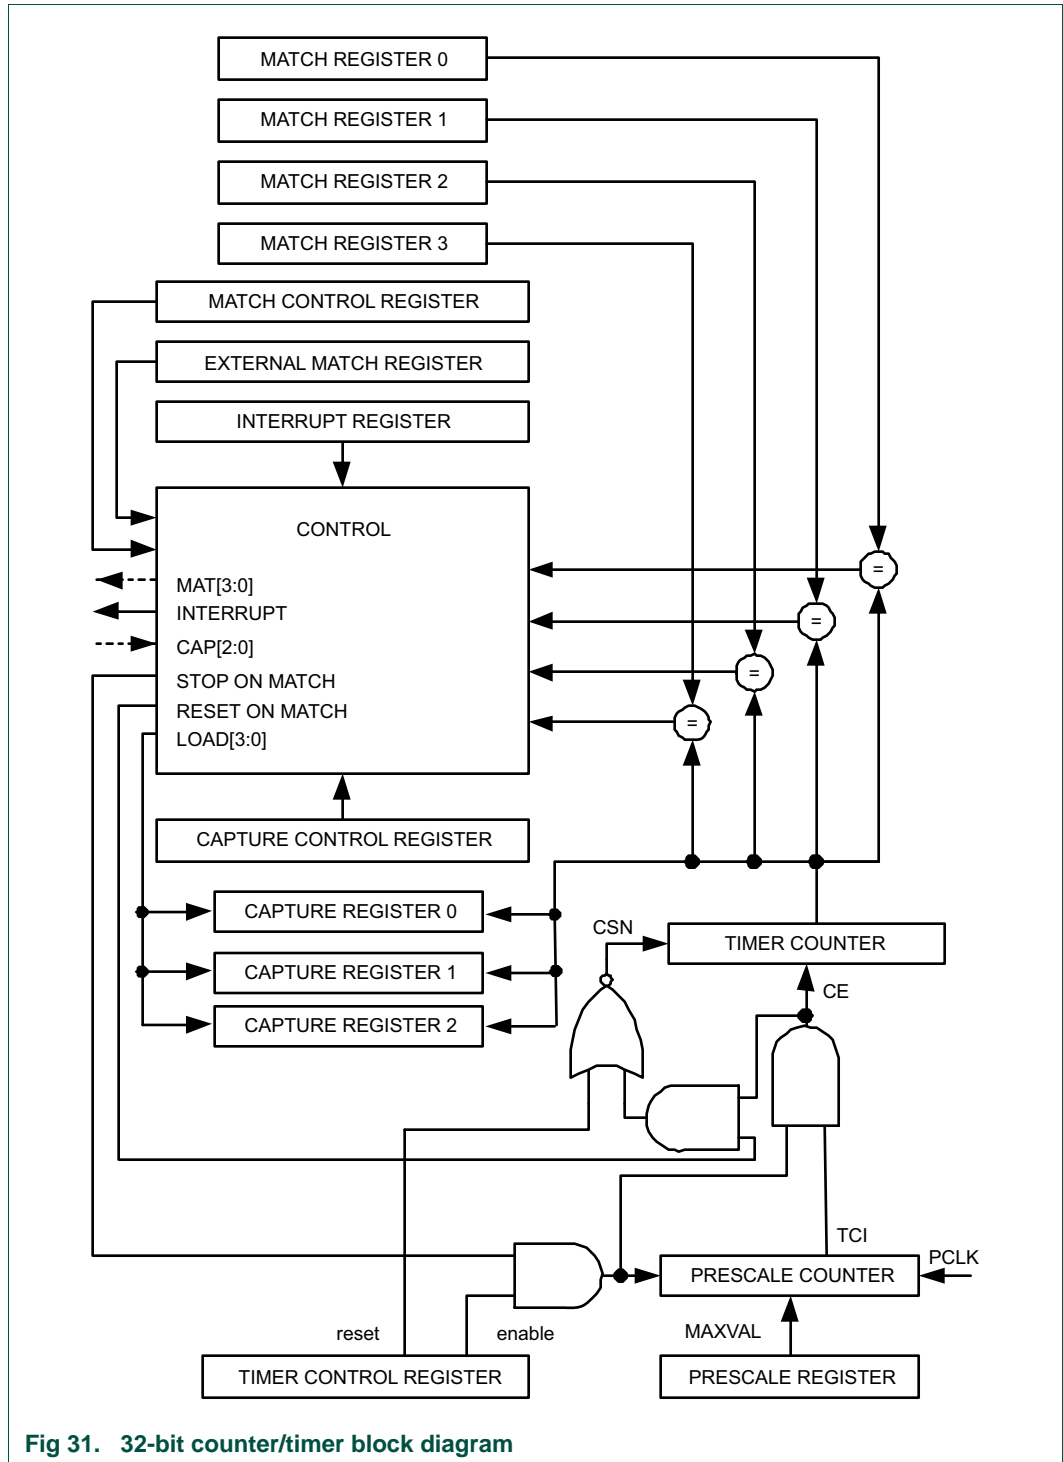 MATCH REGISTER 0
MATCH REGISTER 1
MATCH REGISTER 2
MATCH REGISTER 3
MATCH CONTROL REGISTER
EXTERNAL MATCH REGISTER
INTERRUPT REGISTER
CONTROL
MAT[3:0]
INTERRUPT
CAP[2:0]
STOP ON MATCH
RESET ON MATCH
LOAD[3:0]
=
=
=
=
CAPTURE CONTROL REGISTER
CAPTURE REGISTER 0
CAPTURE REGISTER 1
CAPTURE REGISTER 2
CSN
TIMER COUNTER
CE
TCI
PCLK
PRESCALE COUNTER
reset
enable
MAXVAL
TIMER CONTROL REGISTER
PRESCALE REGISTER
Fig 31. 32-bit counter/timer block diagram